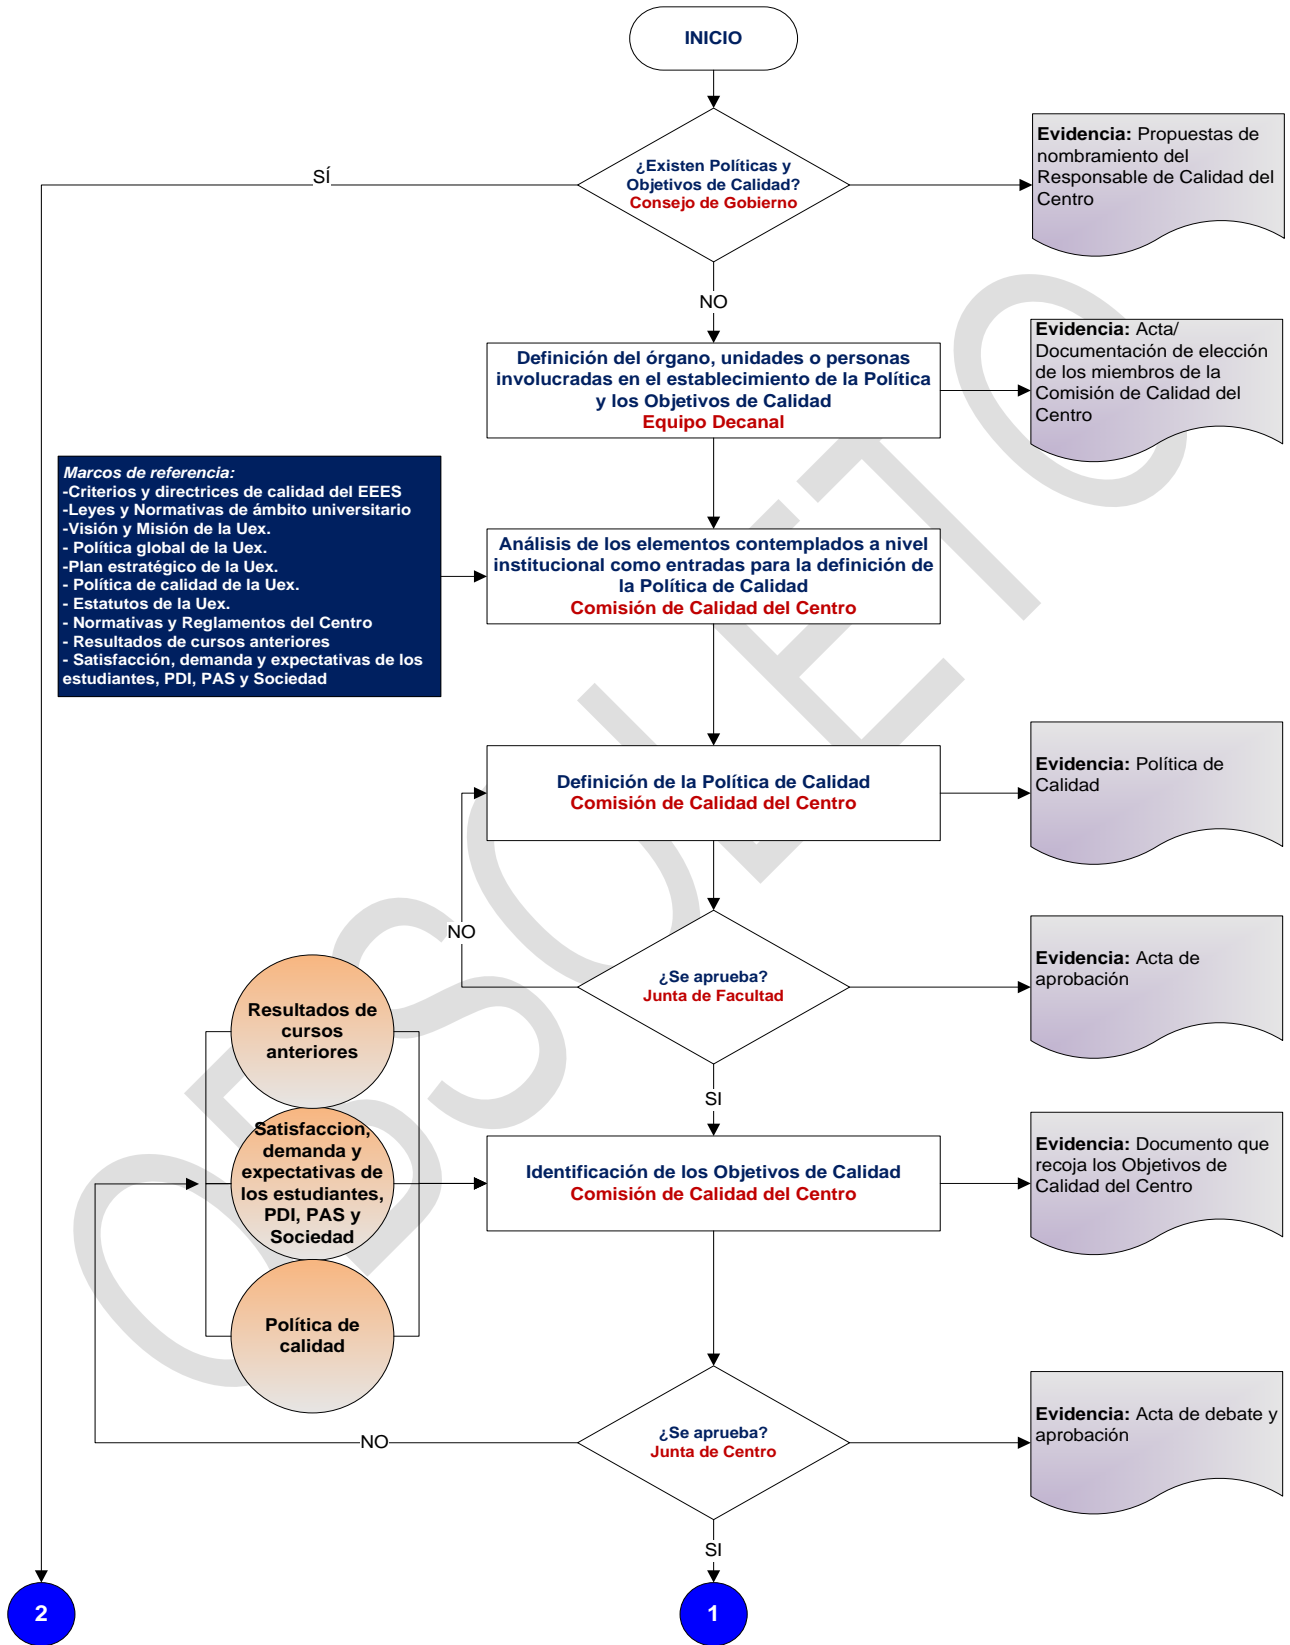 INICIO
¿Existen Políticas y
Objetivos de Calidad?
Consejo de Gobierno
SÍ
Evidencia: Propuestas de
nombramiento del
Responsable de Calidad del
Centro
NO
Definición del órgano, unidades o personas
involucradas en el establecimiento de la Política
y los Objetivos de Calidad
Equipo Decanal
Evidencia: Acta/
Documentación de elección
de los miembros de la
Comisión de Calidad del
Centro
Marcos de referencia:
-Criterios y directrices de calidad del EEES
-Leyes y Normativas de ámbito universitario
-Visión y Misión de la Uex.
- Política global de la Uex.
-Plan estratégico de la Uex.
- Política de calidad de la Uex.
- Estatutos de la Uex.
- Normativas y Reglamentos del Centro
- Resultados de cursos anteriores
- Satisfacción, demanda y expectativas de los
estudiantes, PDI, PAS y Sociedad
Análisis de los elementos contemplados a nivel
institucional como entradas para la definición de
la Política de Calidad
Comisión de Calidad del Centro
Definición de la Política de Calidad
Comisión de Calidad del Centro
Evidencia: Política de
Calidad
NO
¿Se aprueba?
Junta de Facultad
Evidencia: Acta de
aprobación
SI
Resultados de
cursos
anteriores
Satisfaccion,
demanda y
expectativas de
los estudiantes,
PDI, PAS y
Sociedad
Política de
calidad
Identificación de los Objetivos de Calidad
Comisión de Calidad del Centro
Evidencia: Documento que
recoja los Objetivos de
Calidad del Centro
NO
¿Se aprueba?
Junta de Centro
Evidencia: Acta de debate y
aprobación
SI
2
1
OBSOLETO